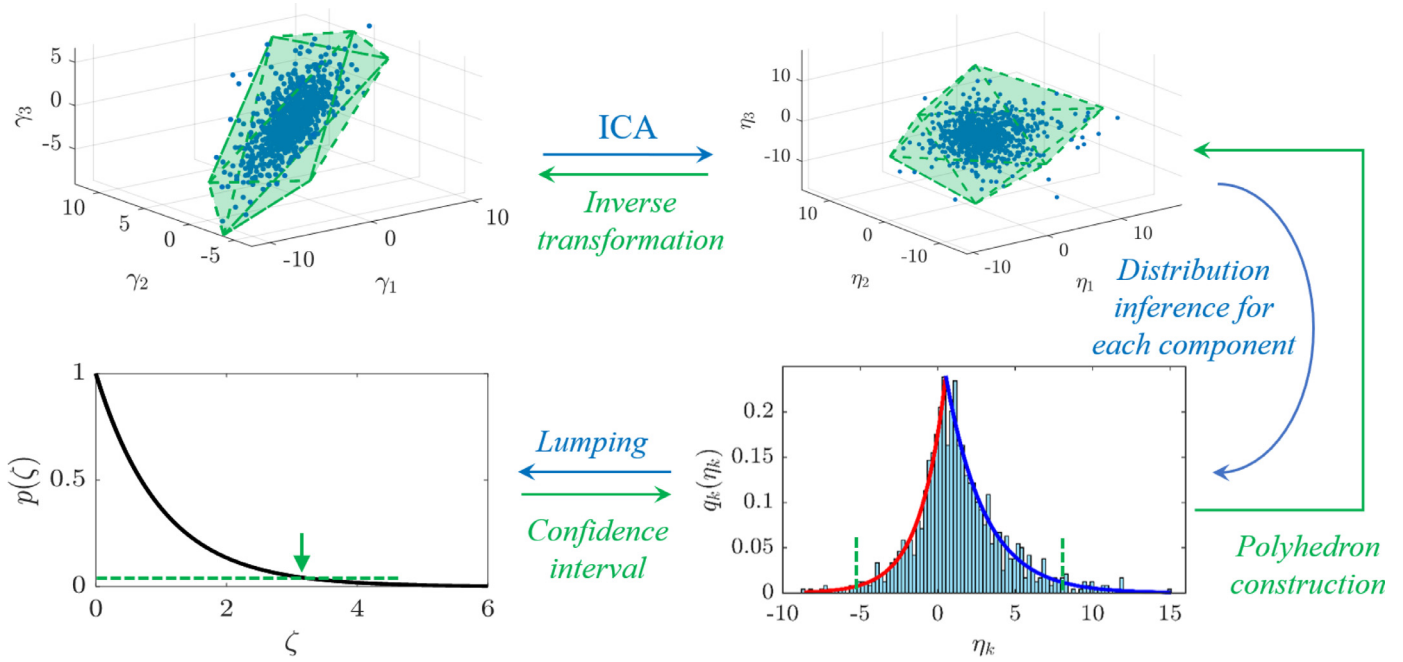 5
0
-5
γ₃
10
5
0
-5
γ₂
-10
0
10
γ₁
ICA
Inverse
transformation
10
0
-10
η₃
10
0
-10
η₂
-10
0
10
η₁
Distribution
inference for
each component
1
0.5
0
p(ζ)
0
2
4
6
ζ
Lumping
Confidence
interval
0.2
0.15
0.1
0.05
0
qₖ(ηₖ)
-10
-5
0
5
10
15
ηₖ
Polyhedron
construction